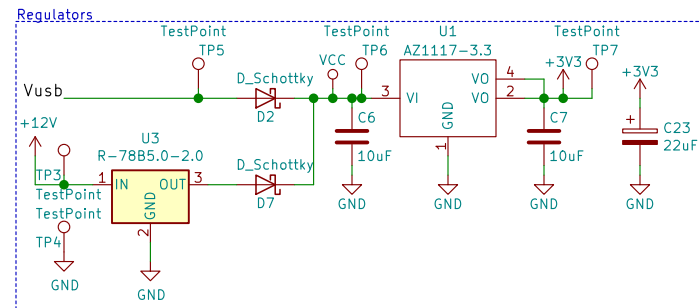 Regulators
TestPoint
TP5
VCC
TestPoint
TP6
U1
AZ1117-3.3
TestPoint
TP7
+3V3
+3V3
Vusb
D_Schottky
D2
3
VI
GND
1
VO
4
VO
2
C6
10uF
GND
GND
C7
10uF
GND
+
C23
22uF
GND
+12V
TP3
TestPoint
U3
R-78B5.0-2.0
1
IN
OUT
3
GND
2
D_Schottky
D7
TestPoint
TP4
GND
GND